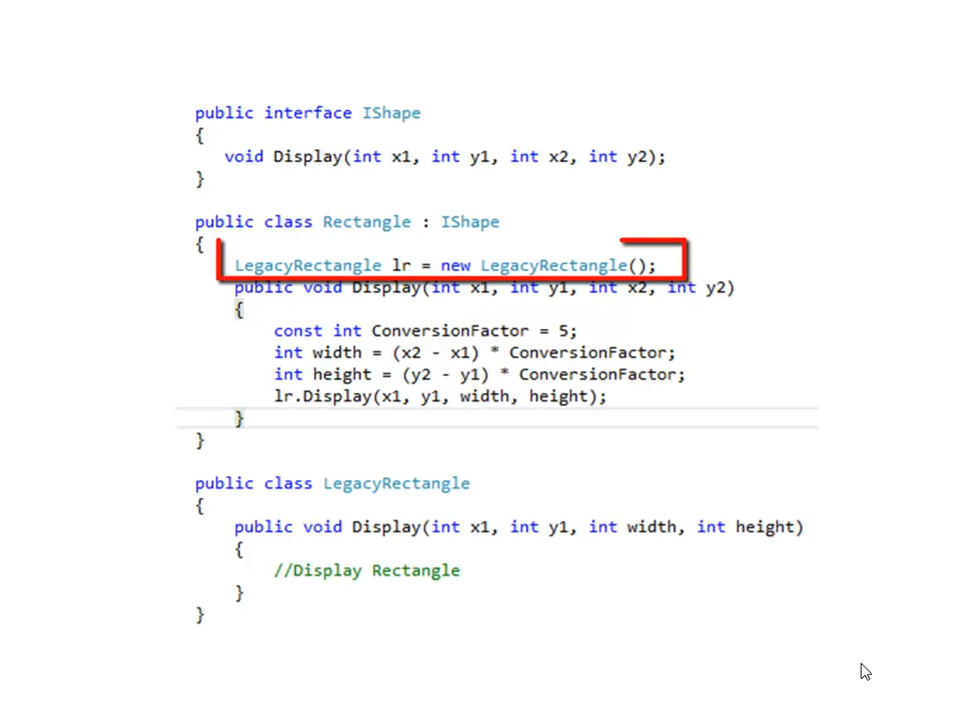 public interface IShape
{
void Display(int x1, int y1, int x2, int y2);
}
public class Rectangle : IShape
{
LegacyRectangle lr = new LegacyRectangle();
public void Display(int x1, int y1, int x2, int y2)
{
const int ConversionFactor = 5;
int width = (x2 - x1) * ConversionFactor;
int height = (y2 - y1) * ConversionFactor;
lr.Display(x1, y1, width, height);
}
}
public class LegacyRectangle
{
public void Display(int x1, int y1, int width, int height)
{
//Display Rectangle
}
}